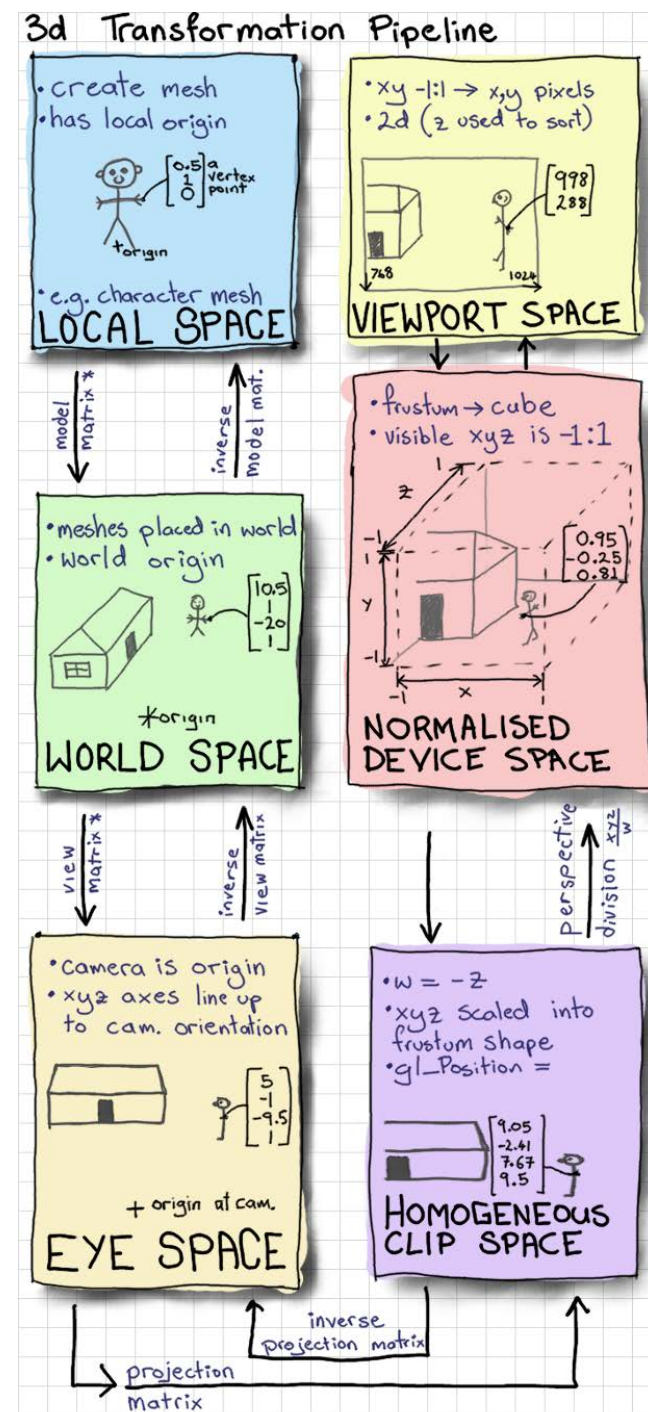 3d Transformation Pipeline
• create mesh
• has local origin
[0.5 1 0] a vertex point
+origin
• e.g. character mesh
LOCAL SPACE
model matrix *
inverse model mat.
• meshes placed in world
• world origin
[10.5 1 -20 1]
*origin
WORLD SPACE
view matrix *
inverse view matrix
• camera is origin
• xyz axes line up
to cam. orientation
[5 -1 -9.5 1]
+ origin at cam.
EYE SPACE
projection
matrix
inverse
projection matrix
• w = -z
• xyz scaled into
frustum shape
• gl_Position =
[9.05 -2.41 7.67 9.5]
HOMOGENEOUS
CLIP SPACE
perspective
division xyz/w
• frustum → cube
• visible xyz is -1:1
1
z
-1
1
y
-1
-1
x
1
[0.95 -0.25 0.81]
NORMALISED
DEVICE SPACE
• xy -1:1 → x,y pixels
• 2d (z used to sort)
[998 288]
768
1024
VIEWPORT SPACE